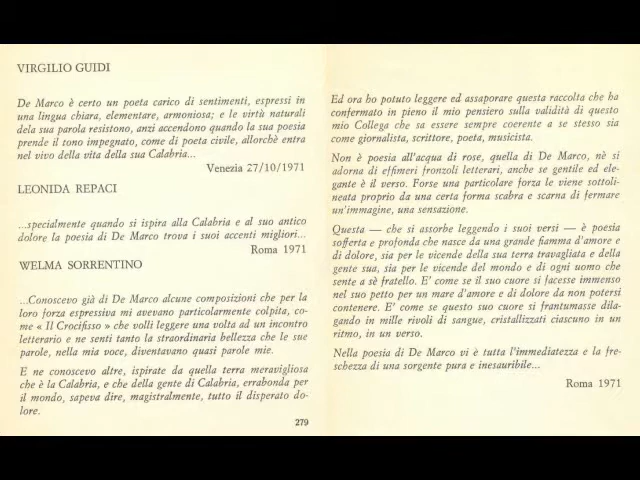 VIRGILIO GUIDI
De Marco è certo un poeta carico di sentimenti, espressi in
una lingua chiara, elementare, armoniosa; e le virtù naturali
dela sua parola resistono, anzi accendono quando la sua poesia
prende il tono impegnato, come di poeta civile, allorchè entra
nel vivo della vita della sua Calabria...
Venezia 27/10/1971
LEONIDA REPACI
...specialmente quando si ispira alla Calabria e al suo antico
dolore la poesia di De Marco trova i suoi accenti migliori...
Roma 1971
WELMA SORRENTINO
...Conoscevo già di De Marco alcune composizioni che per la
loro forza espressiva mi avevano particolarmente colpita, co-
me « Il Crocifisso » che volli leggere una volta ad un incontro
letterario e ne sentì tanto la straordinaria bellezza che le sue
parole, nella mia voce, diventavano quasi parole mie.
E ne conoscevo altre, ispirate da quella terra meravigliosa
che è la Calabria, e che della gente di Calabria, errabonda per
il mondo, sapeva dire, magistralmente, tutto il disperato do-
lore.
279
Ed ora ho potuto leggere ed assaporare questa raccolta che ha
confermato in pieno il mio pensiero sulla validità di questo
mio Collega che sa essere sempre coerente a se stesso sia
come giornalista, scrittore, poeta, musicista.
Non è poesia all'acqua di rose, quella di De Marco, nè si
adorna di effimeri fronzoli letterari, anche se gentile ed ele-
gante è il verso. Forse una particolare forza le viene sottoli-
neata proprio da una certa forma scabra e scarna di fermare
un'immagine, una sensazione.
Questa — che si assorbe leggendo i suoi versi — è poesia
sofferta e profonda che nasce da una grande fiamma d'amore e
di dolore, sia per le vicende della sua terra travagliata e della
gente sua, sia per le vicende del mondo e di ogni uomo che
sente a sè fratello. E' come se il suo cuore si facesse immenso
nel suo petto per un mare d'amore e di dolore da non potersi
contenere. E' come se questo suo cuore si frantumasse dila-
gando in mille rivoli di sangue, cristallizzati ciascuno in un
ritmo, in un verso.
Nella poesia di De Marco vi è tutta l'immediatezza e la fre-
schezza di una sorgente pura e inesauribile...
Roma 1971